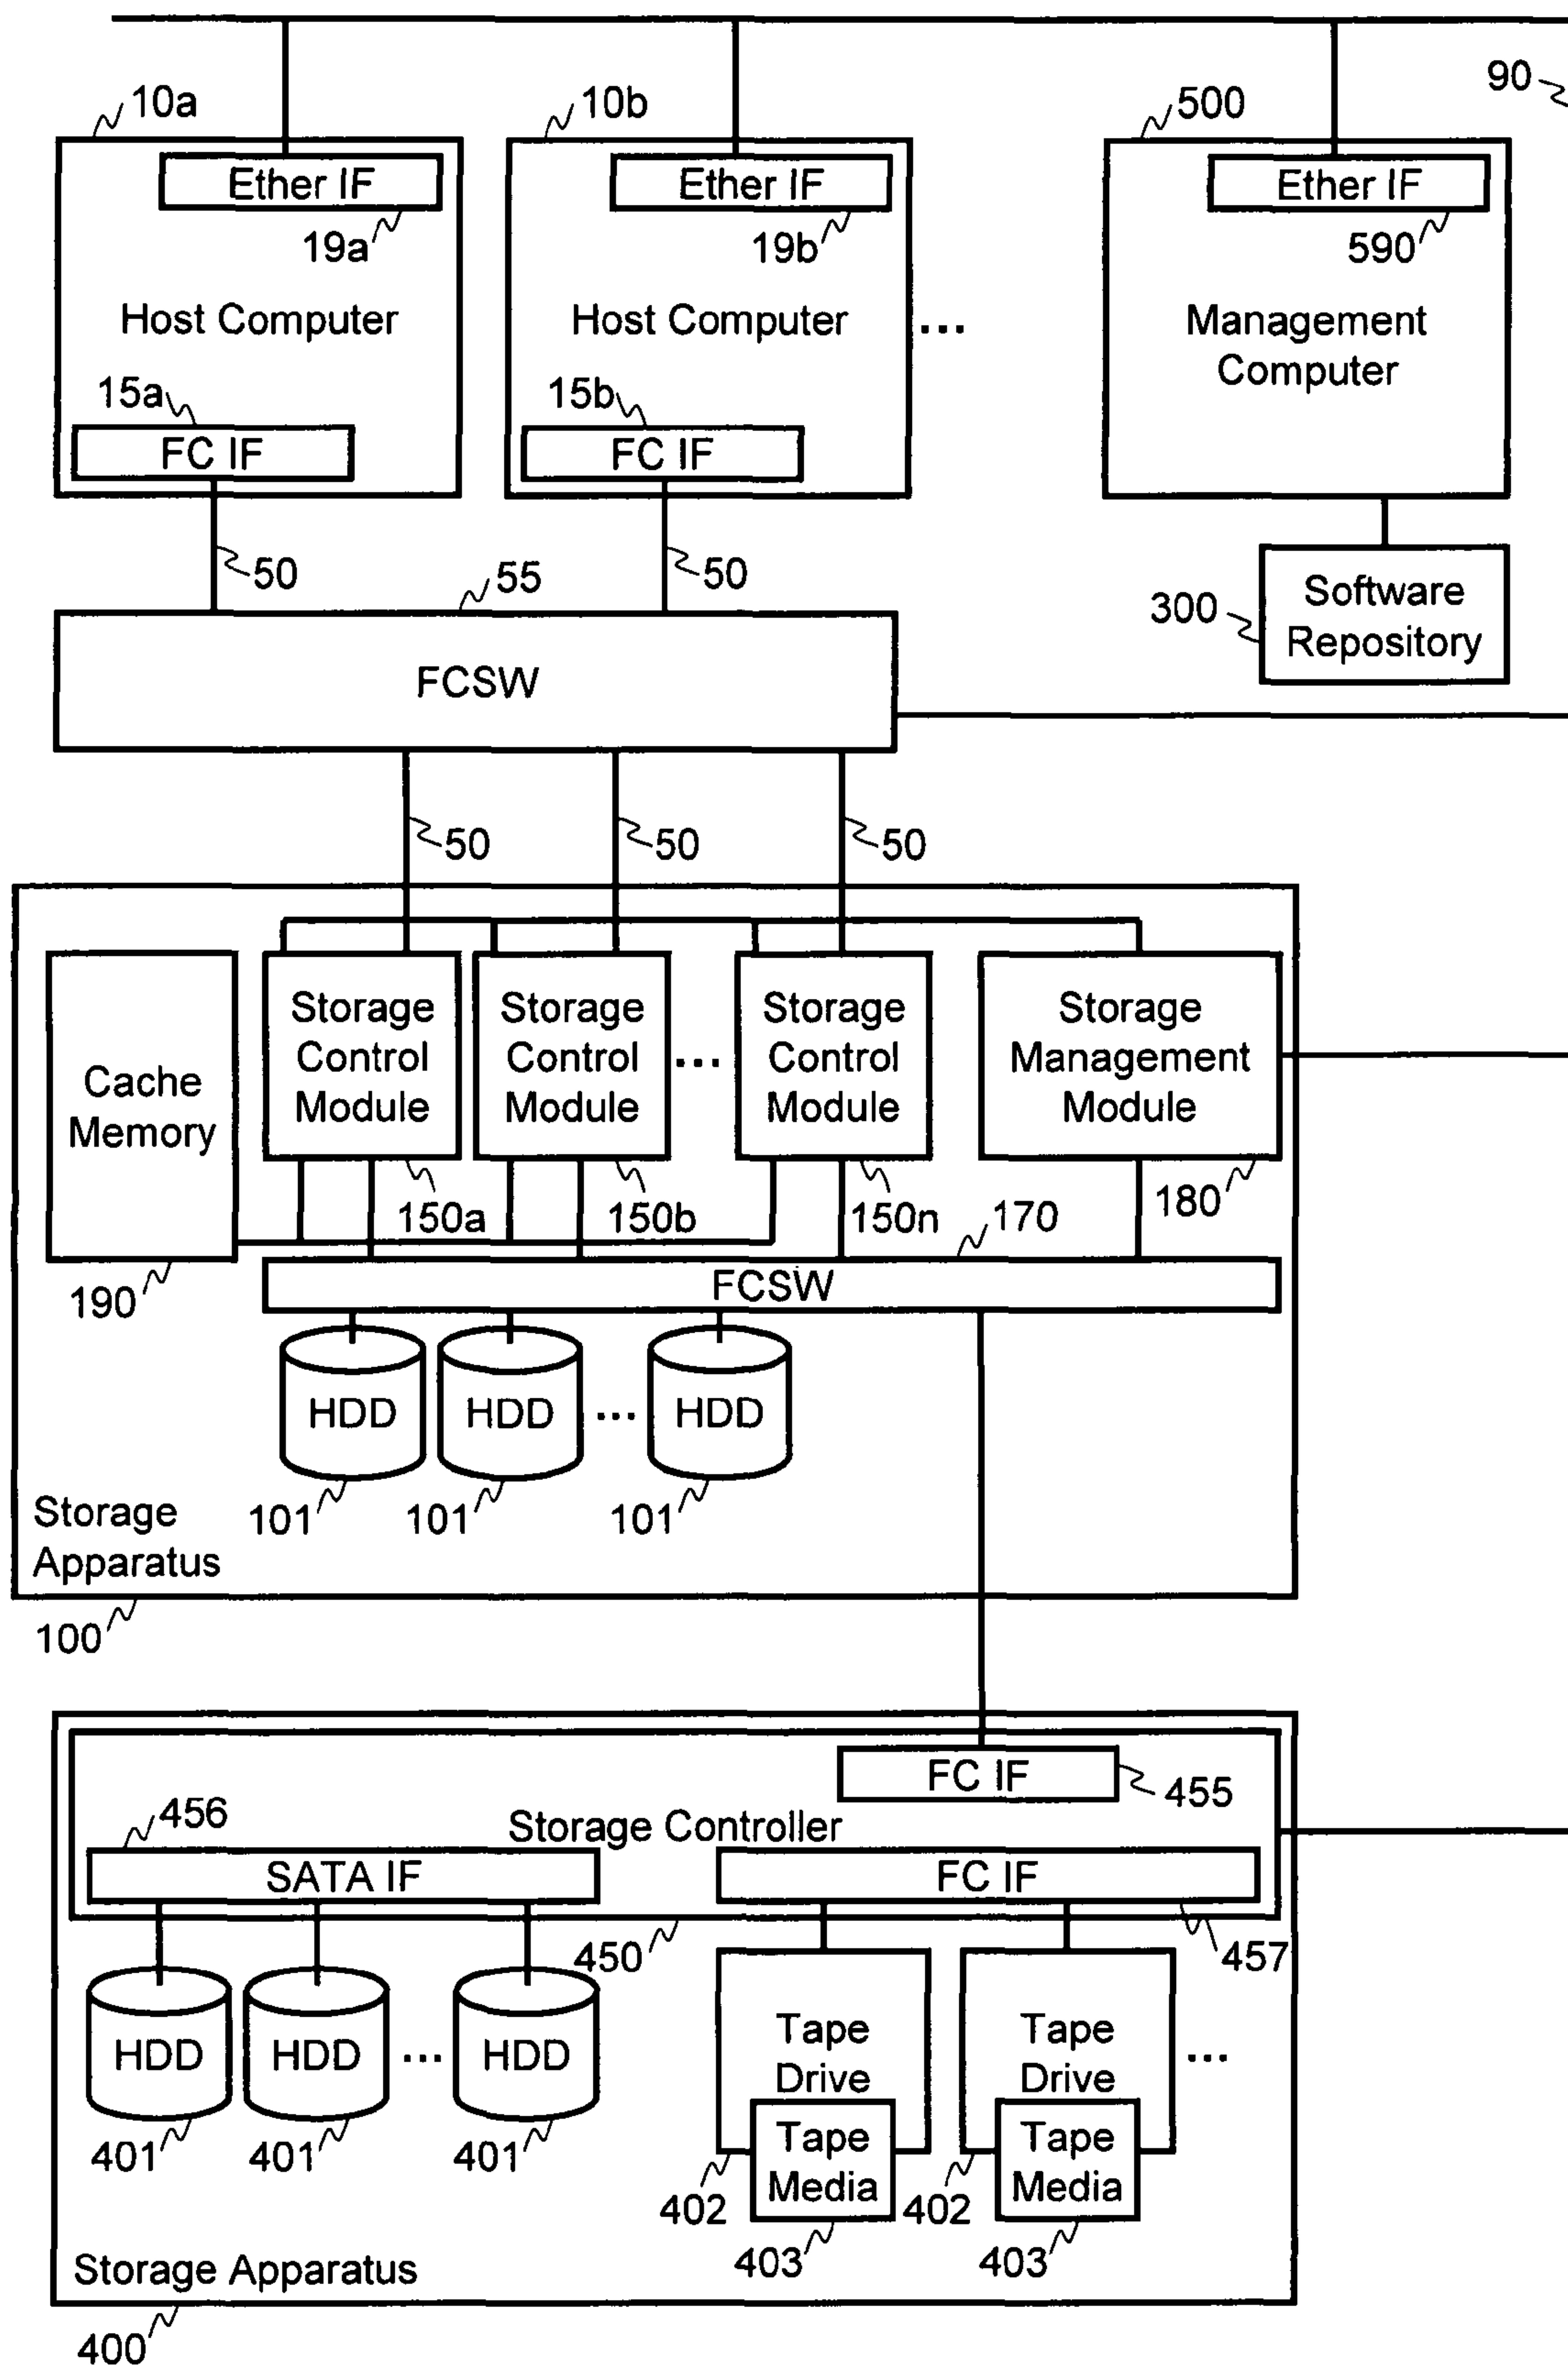 90
10a
10b
500
Ether IF
Ether IF
Ether IF
19a
19b
590
Host Computer
Host Computer
...
Management
Computer
15a
15b
FC IF
FC IF
50
55
50
Software
Repository
300
FCSW
50
50
50
Cache
Memory
Storage
Control
Module
Storage
Control
Module
...
Storage
Control
Module
Storage
Management
Module
150a
150b
150n
170
180
190
FCSW
HDD
HDD
...
HDD
101
101
101
Storage
Apparatus
100
FC IF
455
456
Storage Controller
SATA IF
FC IF
450
457
HDD
HDD
...
HDD
Tape
Drive
Tape
Drive
...
401
401
401
Tape
Media
Tape
Media
402
402
403
403
Storage Apparatus
400